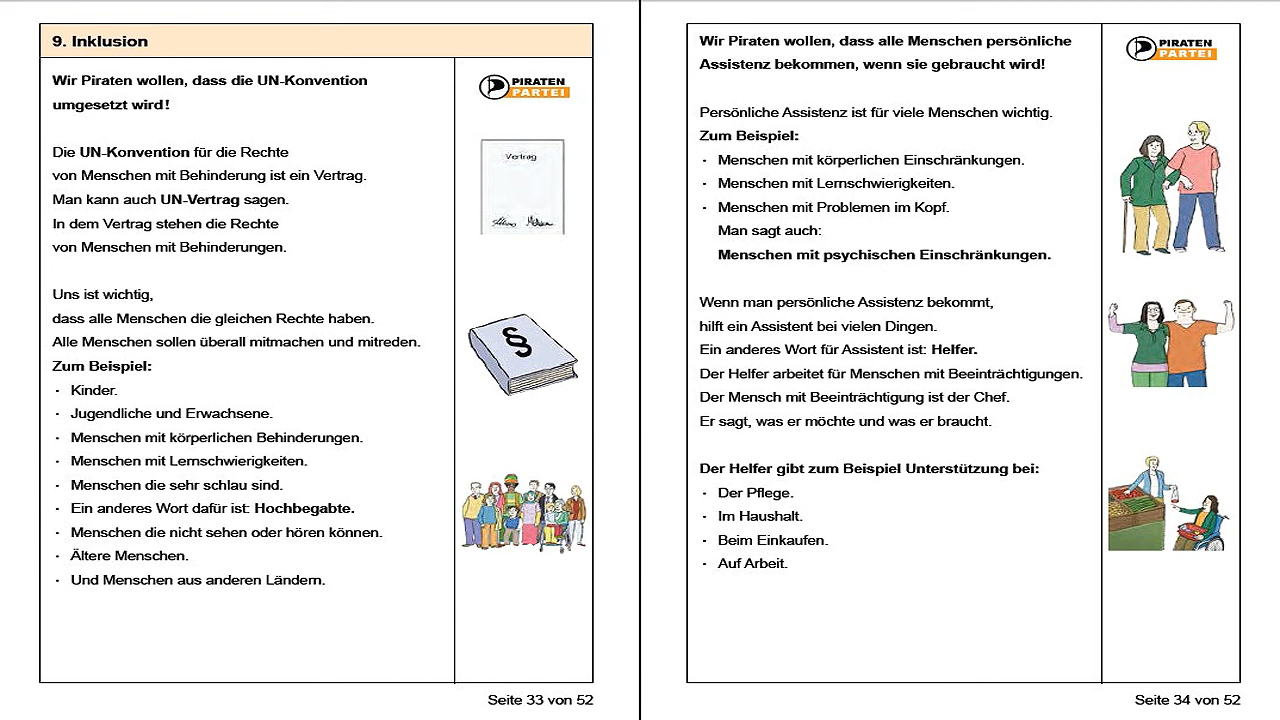 9. Inklusion
Wir Piraten wollen, dass die UN-Konvention
umgesetzt wird!
PIRATEN
PARTEI
Die UN-Konvention für die Rechte
von Menschen mit Behinderung ist ein Vertrag.
Man kann auch UN-Vertrag sagen.
In dem Vertrag stehen die Rechte
von Menschen mit Behinderungen.
Vertrag
Uns ist wichtig,
dass alle Menschen die gleichen Rechte haben.
Alle Menschen sollen überall mitmachen und mitreden.
Zum Beispiel:
· Kinder.
· Jugendliche und Erwachsene.
· Menschen mit körperlichen Behinderungen.
· Menschen mit Lernschwierigkeiten.
· Menschen die sehr schlau sind.
· Ein anderes Wort dafür ist: Hochbegabte.
· Menschen die nicht sehen oder hören können.
· Ältere Menschen.
· Und Menschen aus anderen Ländern.
§
Seite 33 von 52
Wir Piraten wollen, dass alle Menschen persönliche
Assistenz bekommen, wenn sie gebraucht wird!
PIRATEN
PARTEI
Persönliche Assistenz ist für viele Menschen wichtig.
Zum Beispiel:
· Menschen mit körperlichen Einschränkungen.
· Menschen mit Lernschwierigkeiten.
· Menschen mit Problemen im Kopf.
Man sagt auch:
Menschen mit psychischen Einschränkungen.
Wenn man persönliche Assistenz bekommt,
hilft ein Assistent bei vielen Dingen.
Ein anderes Wort für Assistent ist: Helfer.
Der Helfer arbeitet für Menschen mit Beeinträchtigungen.
Der Mensch mit Beeinträchtigung ist der Chef.
Er sagt, was er möchte und was er braucht.
Der Helfer gibt zum Beispiel Unterstützung bei:
· Der Pflege.
· Im Haushalt.
· Beim Einkaufen.
· Auf Arbeit.
Seite 34 von 52